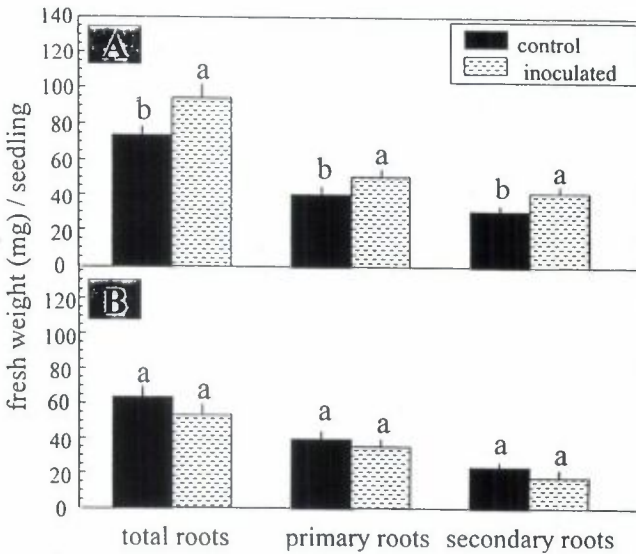 140
120
100
80
60
40
20
0
A
control
inoculated
b
a
b
a
b
a
fresh weight (mg) / seedling
120
100
80
60
40
20
0
B
a
a
a
a
a
a
total roots
primary roots
secondary roots